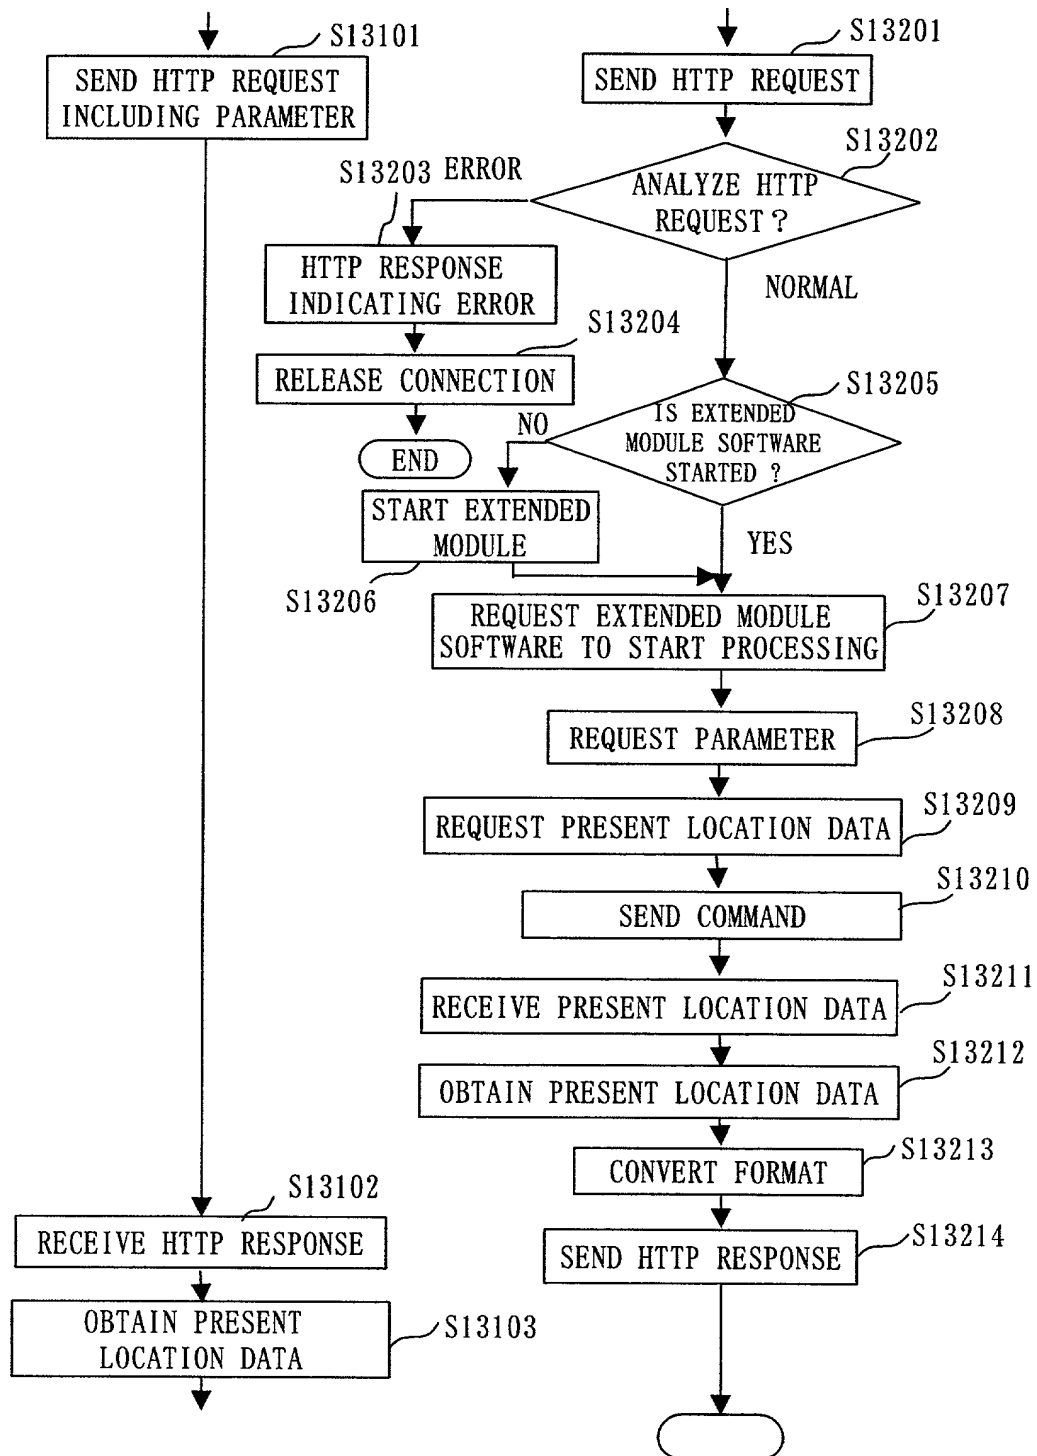 S13101
SEND HTTP REQUEST
INCLUDING PARAMETER
S13201
SEND HTTP REQUEST
S13202
ANALYZE HTTP
REQUEST?
S13203
ERROR
HTTP RESPONSE
INDICATING ERROR
NORMAL
S13204
RELEASE CONNECTION
END
S13205
IS EXTENDED
MODULE SOFTWARE
STARTED ?
NO
START EXTENDED
MODULE
S13206
YES
S13207
REQUEST EXTENDED MODULE
SOFTWARE TO START PROCESSING
S13208
REQUEST PARAMETER
S13209
REQUEST PRESENT LOCATION DATA
S13210
SEND COMMAND
S13211
RECEIVE PRESENT LOCATION DATA
S13212
OBTAIN PRESENT LOCATION DATA
S13213
CONVERT FORMAT
S13214
SEND HTTP RESPONSE
S13102
RECEIVE HTTP RESPONSE
S13103
OBTAIN PRESENT
LOCATION DATA